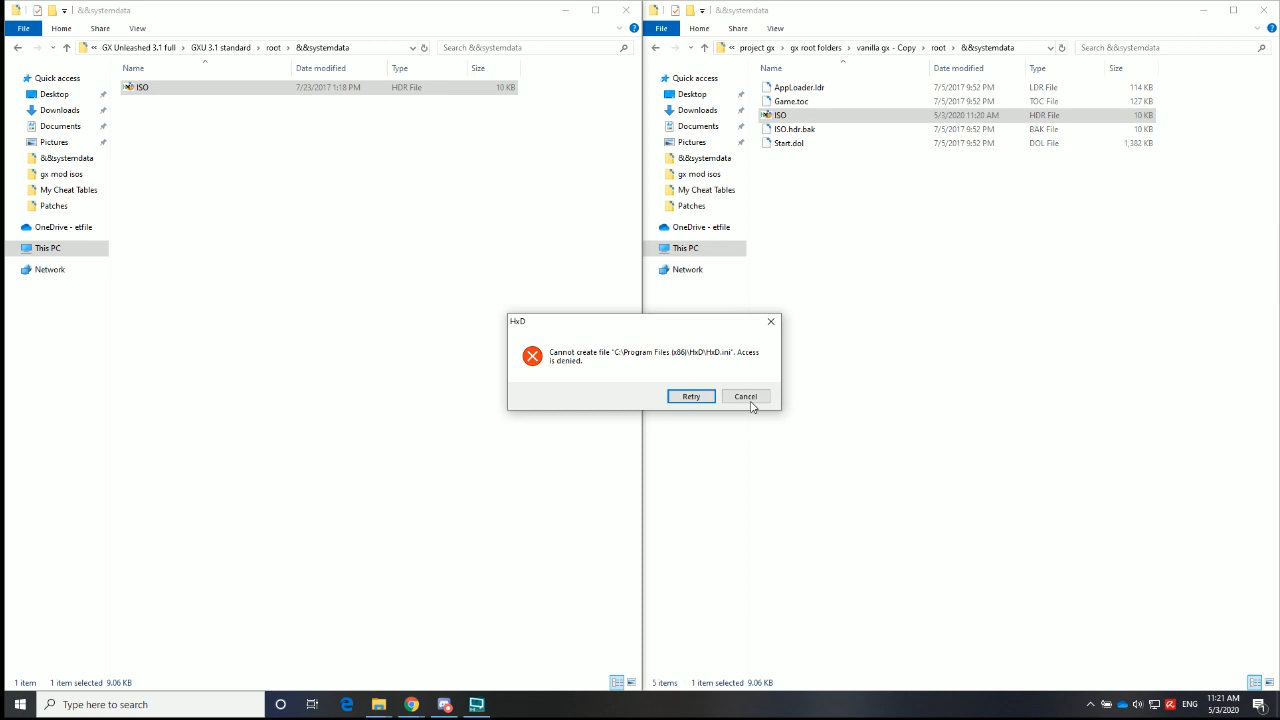 &&systemdata
File Home Share View
GX Unleashed 3.1 full > GXU 3.1 standard > root > &&systemdata
Search &&systemdata
Name Date modified Type Size
Quick access
Desktop
Downloads
Documents
Pictures
&&systemdata
gx mod isos
My Cheat Tables
Patches
OneDrive - etfile
This PC
Network
ISO 7/23/2017 1:18 PM HDR File 10 KB
1 item 1 item selected 9.06 KB
&&systemdata
File Home Share View
project gx > gx root folders > vanilla gx - Copy > root > &&systemdata
Search &&systemdata
Name Date modified Type Size
Quick access
Desktop
Downloads
Documents
Pictures
&&systemdata
gx mod isos
My Cheat Tables
Patches
OneDrive - etfile
This PC
Network
AppLoader.ldr 7/5/2017 9:52 PM LDR File 114 KB
Game.toc 7/5/2017 9:52 PM TOC File 127 KB
ISO 5/3/2020 11:20 AM HDR File 10 KB
ISO.hdr.bak 7/5/2017 9:52 PM BAK File 10 KB
Start.dol 7/5/2017 9:52 PM DOL File 1,382 KB
5 items 1 item selected 9.06 KB
HxD
Cannot create file "C:\Program Files (x86)\HxD\HxD.ini". Access
is denied.
Retry Cancel
Type here to search
ENG
11:21 AM
5/3/2020